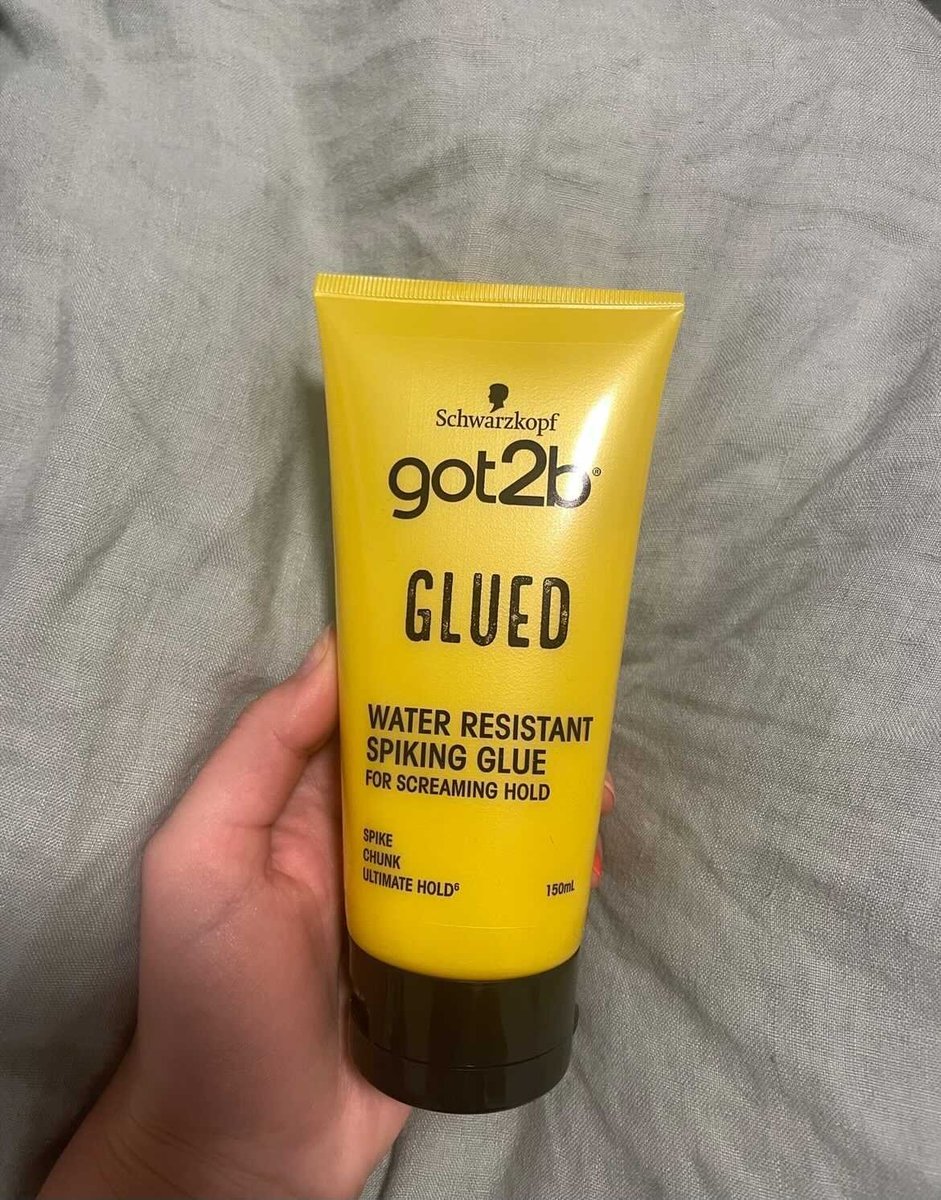 Schwarzkopf
got2b®
GLUED
WATER RESISTANT
SPIKING GLUE
FOR SCREAMING HOLD
SPIKE
CHUNK
ULTIMATE HOLD⁶
150mL